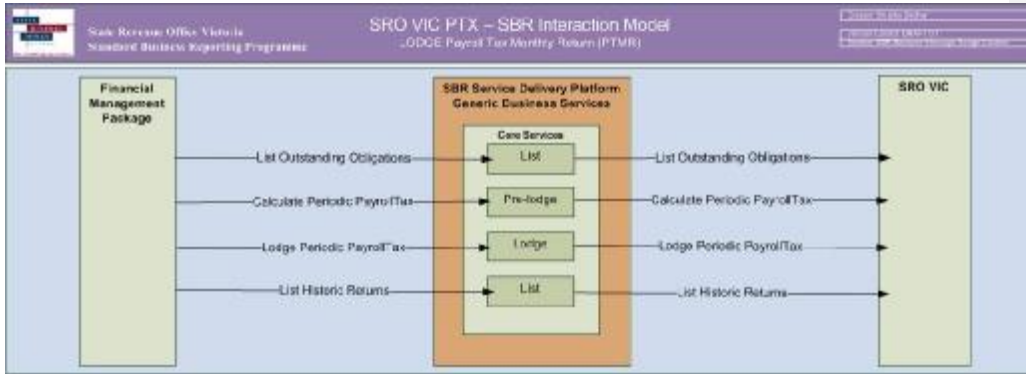 State Revenue Office Victoria
Standard Business Reporting Programme
SRO VIC PTX – SBR Interaction Model
LODGE Payroll Tax Monthly Return (PTMR)
Financial
Management
Package
SBR Service Delivery Platform
Generic Business Services
SRO VIC
Core Services
List Outstanding Obligations
List
List Outstanding Obligations
Calculate Periodic PayrollTax
Pre-lodge
Calculate Periodic PayrollTax
Lodge Periodic PayrollTax
Lodge
Lodge Periodic PayrollTax
List Historic Returns
List
List Historic Returns